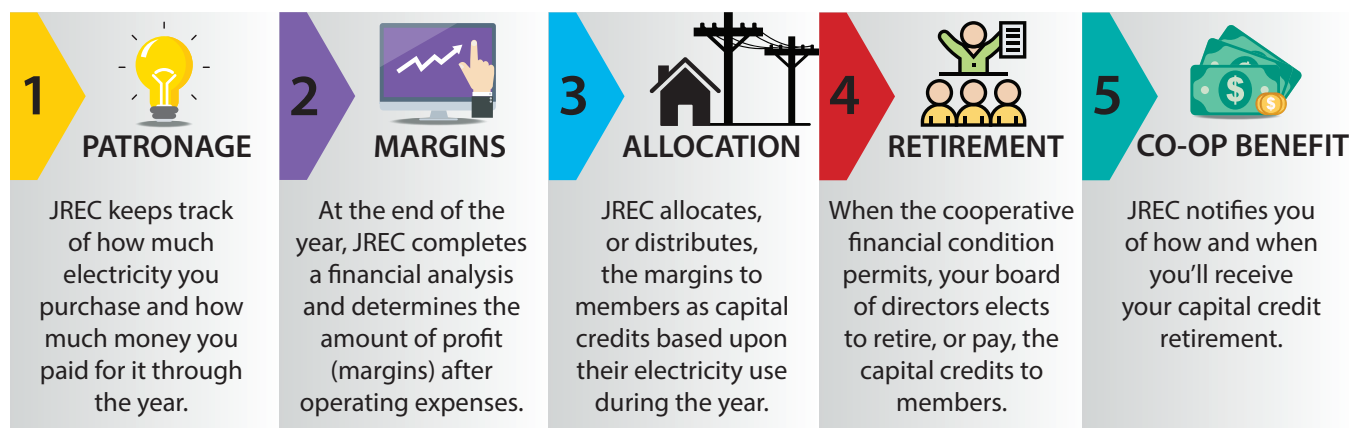 1
PATRONAGE
JREC keeps track
of how much
electricity you
purchase and how
much money you
paid for it through
the year.
2
MARGINS
At the end of the
year, JREC completes
a financial analysis
and determines the
amount of profit
(margins) after
operating expenses.
3
ALLOCATION
JREC allocates,
or distributes,
the margins to
members as capital
credits based upon
their electricity use
during the year.
4
RETIREMENT
When the cooperative
financial condition
permits, your board
of directors elects
to retire, or pay, the
capital credits to
members.
5
$
$
CO-OP BENEFIT
JREC notifies you
of how and when
you’ll receive
your capital credit
retirement.